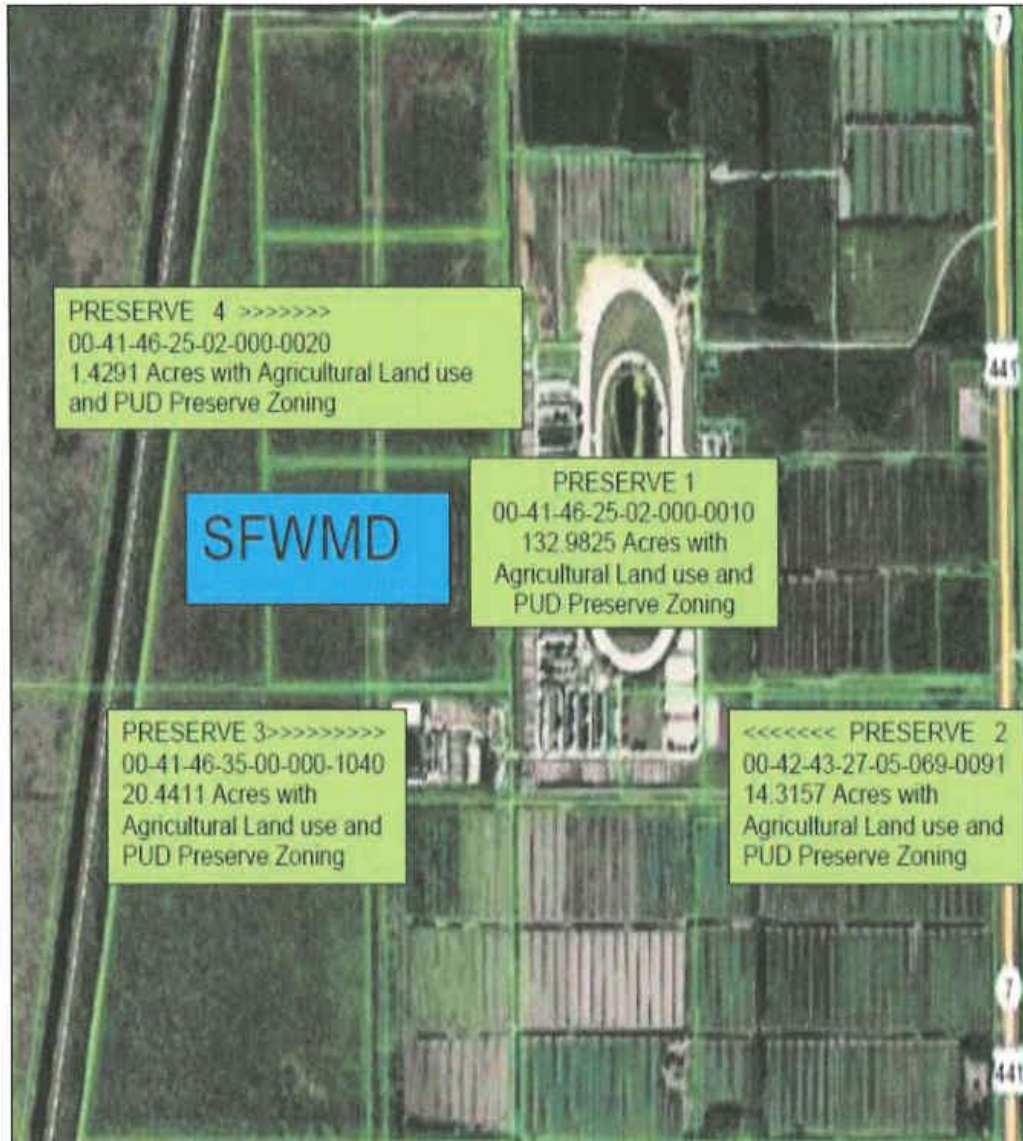 7
PRESERVE 4 >>>>>>>
00-41-46-25-02-000-0020
1.4291 Acres with Agricultural Land use
and PUD Preserve Zoning
441
SFWMD
PRESERVE 1
00-41-46-25-02-000-0010
132.9825 Acres with
Agricultural Land use and
PUD Preserve Zoning
PRESERVE 3>>>>>>>>>
00-41-46-35-00-000-1040
20.4411 Acres with
Agricultural Land use and
PUD Preserve Zoning
<<<<<<< PRESERVE 2
00-42-43-27-05-069-0091
14.3157 Acres with
Agricultural Land use and
PUD Preserve Zoning
7
441